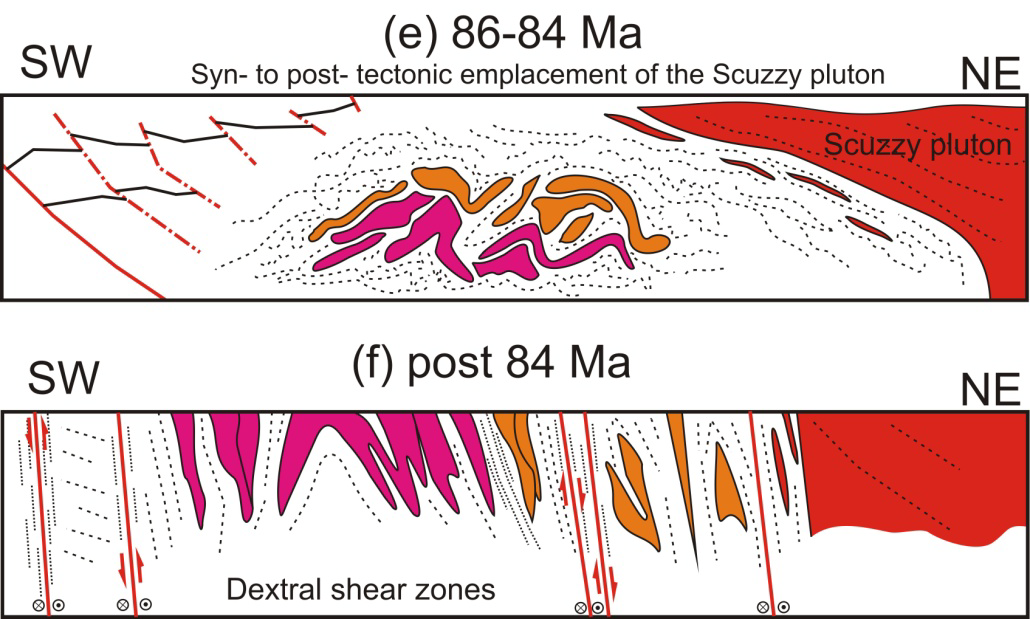 (e) 86-84 Ma
SW
Syn- to post- tectonic emplacement of the Scuzzy pluton
NE
Scuzzy pluton
(f) post 84 Ma
SW
NE
Dextral shear zones